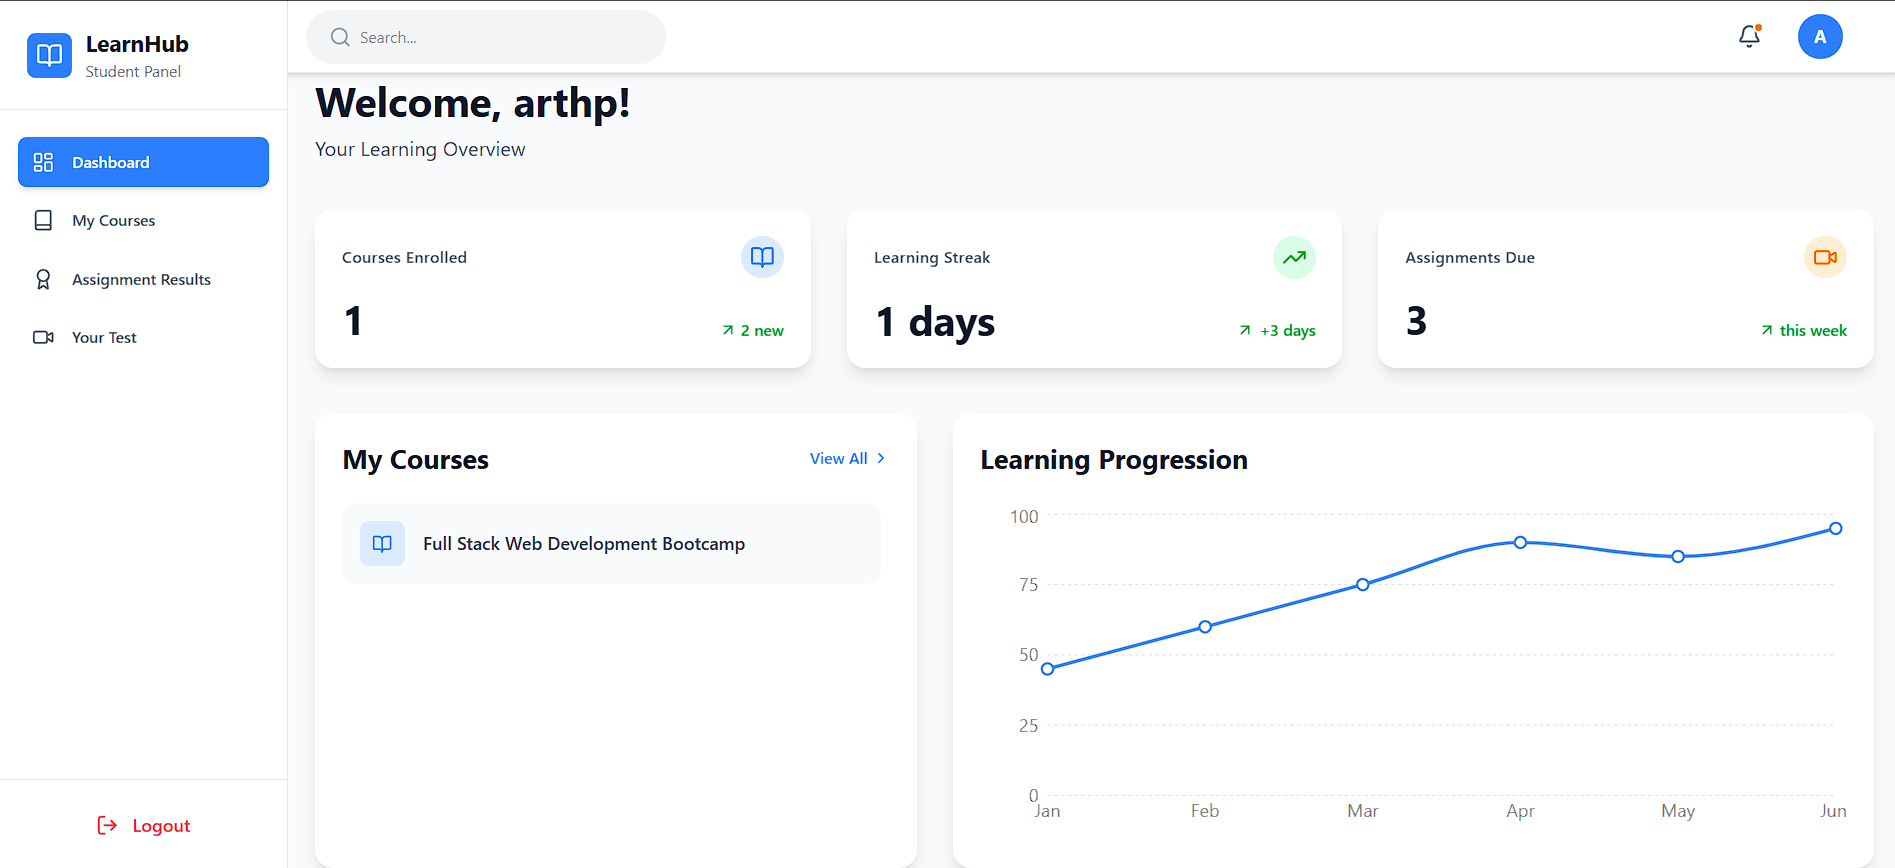 LearnHub
Student Panel
Dashboard
My Courses
Assignment Results
Your Test
Logout
Search...
A
Welcome, arthp!
Your Learning Overview
Courses Enrolled
1
2 new
Learning Streak
1 days
+3 days
Assignments Due
3
this week
My Courses
View All
Full Stack Web Development Bootcamp
Learning Progression
100
75
50
25
0
Jan Feb Mar Apr May Jun